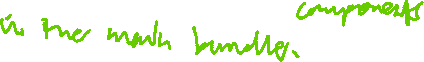 components
in the main bundle.